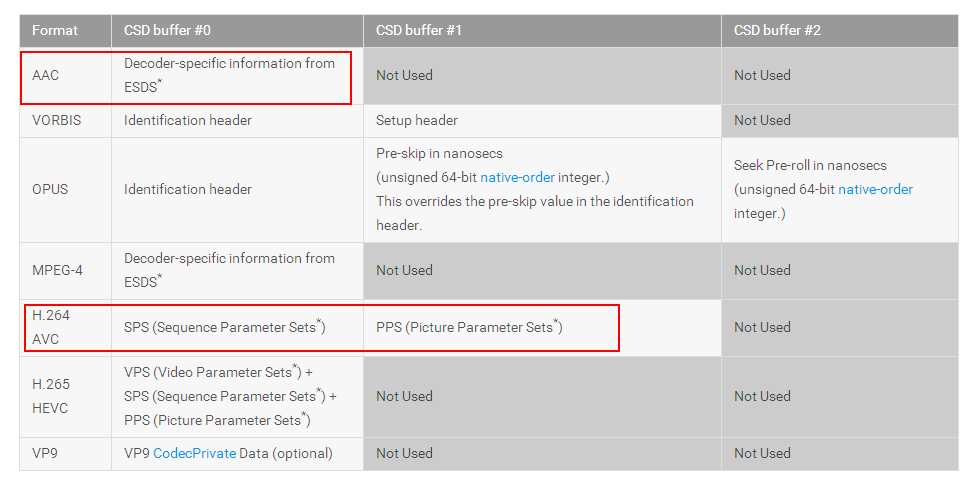 Format CSD buffer #0 CSD buffer #1 CSD buffer #2
AAC Decoder-specific information from
ESDS* Not Used Not Used
VORBIS Identification header Setup header Not Used
OPUS Identification header Pre-skip in nanosecs
(unsigned 64-bit native-order integer.)
This overrides the pre-skip value in the identification
header. Seek Pre-roll in nanosecs
(unsigned 64-bit native-order
integer.)
MPEG-4 Decoder-specific information from
ESDS* Not Used Not Used
H.264
AVC SPS (Sequence Parameter Sets*) PPS (Picture Parameter Sets*) Not Used
H.265
HEVC VPS (Video Parameter Sets*) +
SPS (Sequence Parameter Sets*) +
PPS (Picture Parameter Sets*) Not Used Not Used
VP9 VP9 CodecPrivate Data (optional) Not Used Not Used